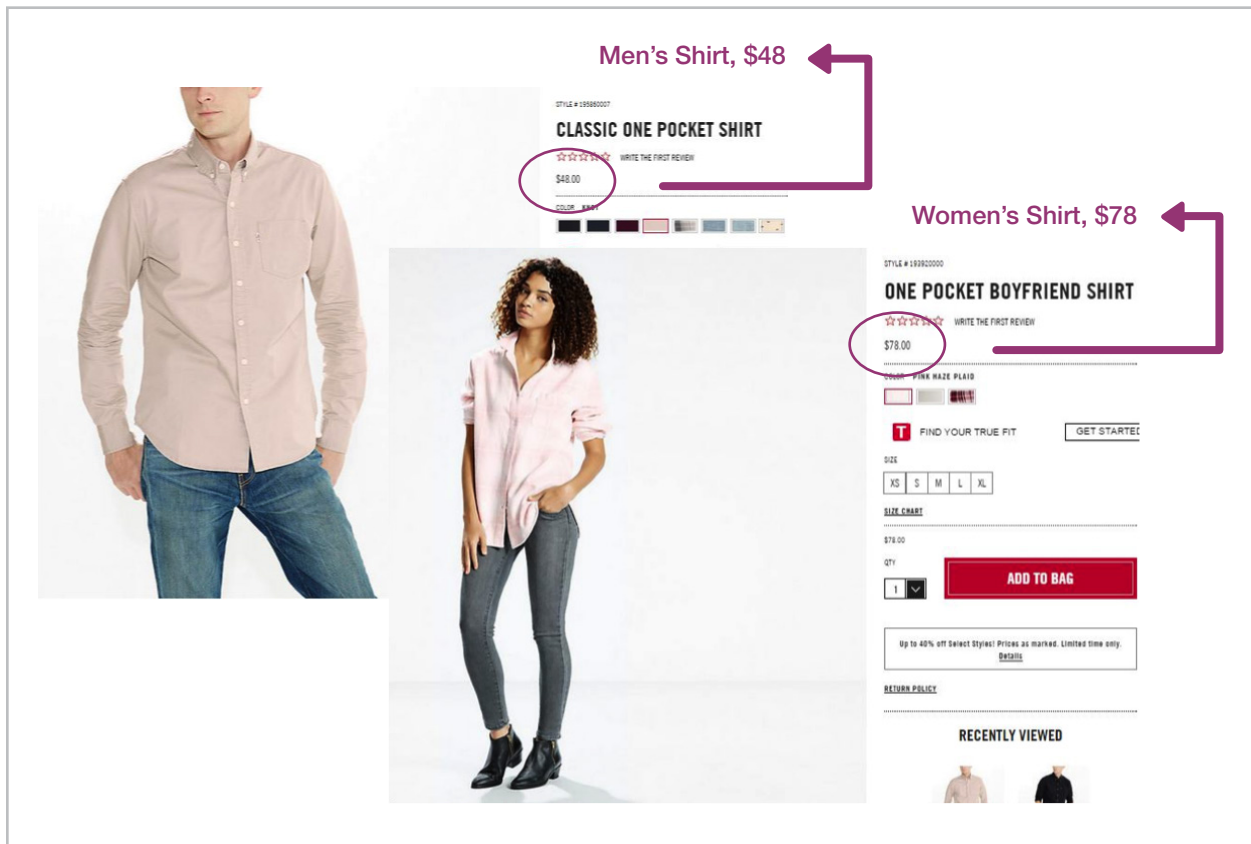 Men's Shirt, $48
STYLE # 195860007
CLASSIC ONE POCKET SHIRT
WRITE THE FIRST REVIEW
$48.00
COLOR
Women's Shirt, $78
STYLE # 193920000
ONE POCKET BOYFRIEND SHIRT
WRITE THE FIRST REVIEW
$78.00
COLOR PINK HAZE PLAID
T FIND YOUR TRUE FIT GET STARTED
SIZE
XS S M L XL
SIZE CHART
$78.00
QTY
1 ADD TO BAG
Up to 40% off Select Styles! Prices as marked. Limited time only.
Details
RETURN POLICY
RECENTLY VIEWED